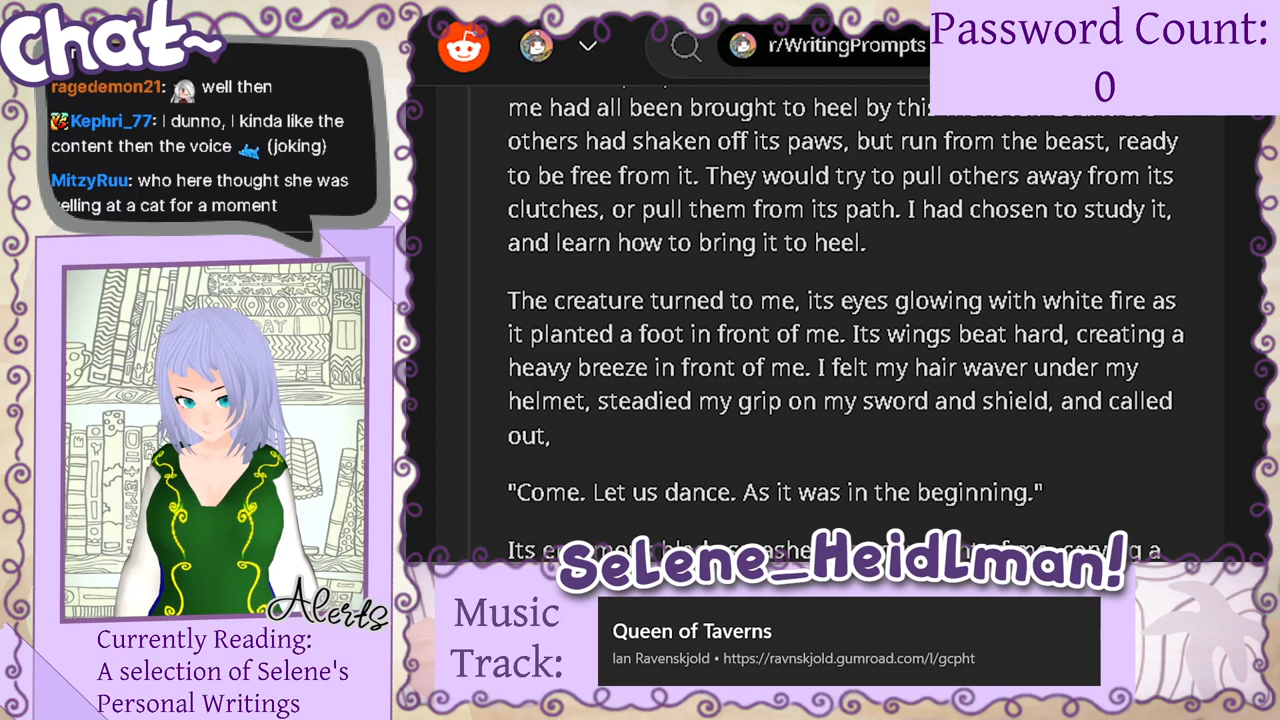 Chat~
ragedemon21: well then
Kephri_77: I dunno, I kinda like the
content then the voice (joking)
MitzyRuu: who here thought she was
yelling at a cat for a moment
r/WritingPrompts
Password Count:
0
me had all been brought to heel by this
others had shaken off its paws, but run from the beast, ready
to be free from it. They would try to pull others away from its
clutches, or pull them from its path. I had chosen to study it,
and learn how to bring it to heel.
The creature turned to me, its eyes glowing with white fire as
it planted a foot in front of me. Its wings beat hard, creating a
heavy breeze in front of me. I felt my hair waver under my
helmet, steadied my grip on my sword and shield, and called
out,
"Come. Let us dance. As it was in the beginning."
Its
a
Selene_Heidlman!
Alerts
Currently Reading:
A selection of Selene's
Personal Writings
Music
Track:
Queen of Taverns
Ian Ravenskjold • https://ravnskjold.gumroad.com/l/gcpht